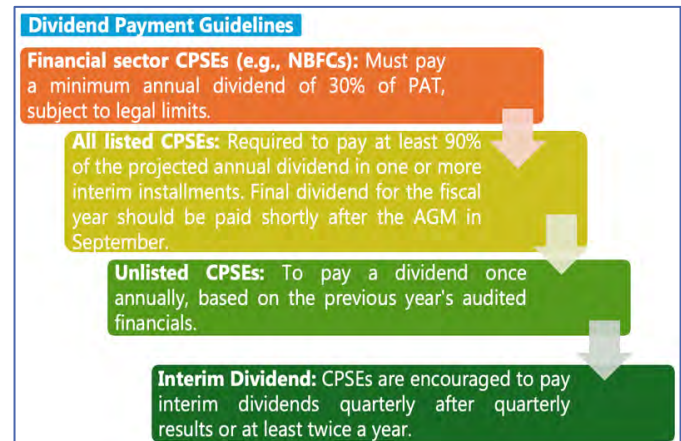 Dividend Payment Guidelines
Financial sector CPSEs (e.g., NBFCs): Must pay
a minimum annual dividend of 30% of PAT,
subject to legal limits.
All listed CPSEs: Required to pay at least 90%
of the projected annual dividend in one or more
interim installments. Final dividend for the fiscal
year should be paid shortly after the AGM in
September.
Unlisted CPSEs: To pay a dividend once
annually, based on the previous year's audited
financials.
Interim Dividend: CPSEs are encouraged to pay
interim dividends quarterly after quarterly
results or at least twice a year.